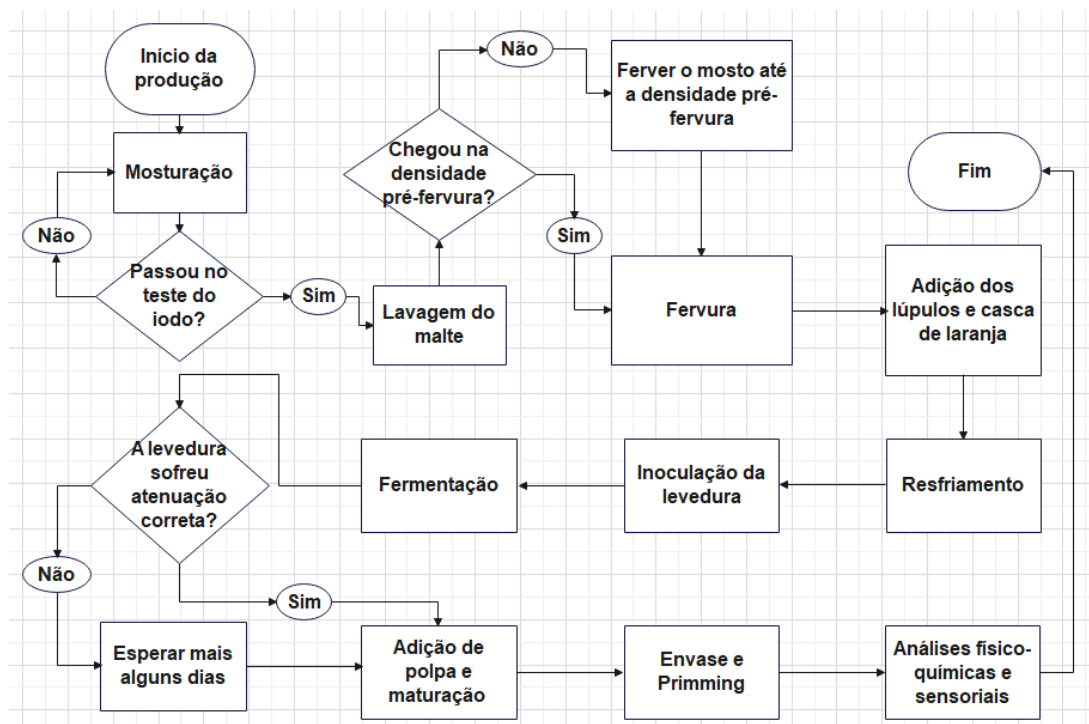 Início da
produção
Mosturação
Não
Passou no
teste do
iodo?
Sim
Lavagem do
malte
Chegou na
densidade
pré-fervura?
Não
Ferver o mosto até
a densidade pré-
fervura
Sim
Fervura
Adição dos
lúpulos e casca
de laranja
Resfriamento
Inoculação da
levedura
Fermentação
A levedura
sofreu
atenuação
correta?
Não
Esperar mais
alguns dias
Sim
Adição de
polpa e
maturação
Envase e
Primming
Análises físico-
químicas e
sensoriais
Fim